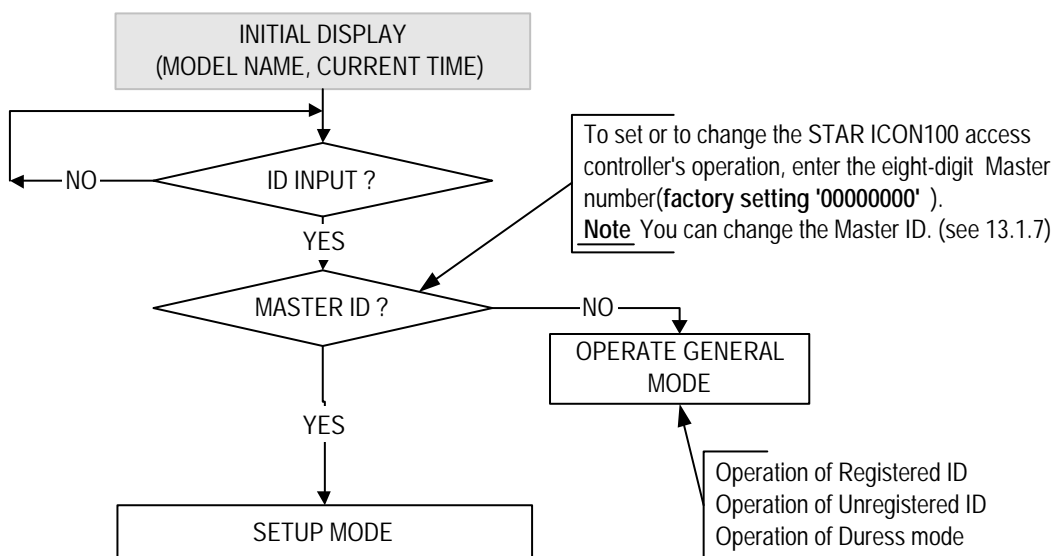 INITIAL DISPLAY
(MODEL NAME, CURRENT TIME)
NO
ID INPUT ?
To set or to change the STAR ICON100 access
controller's operation, enter the eight-digit Master
number(factory setting '00000000' ).
Note You can change the Master ID. (see 13.1.7)
YES
MASTER ID ?
NO
OPERATE GENERAL
MODE
YES
Operation of Registered ID
Operation of Unregistered ID
Operation of Duress mode
SETUP MODE